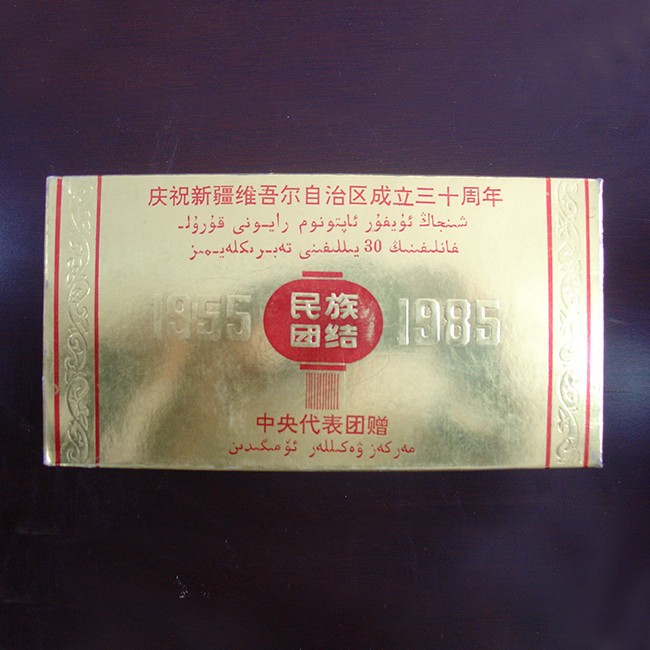 庆祝新疆维吾尔自治区成立三十周年
شىنجاڭ ئۇيغۇر ئاپتونوم رايونى قۇرۇل-
غانلىقىنىڭ 30 يىللىقىنى تەبرىكلەيمىز
1955 民族团结 1985
中央代表团赠
مەركەز ۋەكىللەر ئۆمىگىدىن